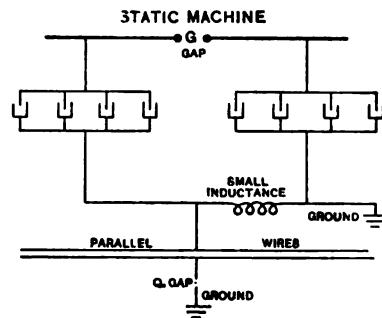 3TATIC MACHINE
G
GAP
SMALL
INDUCTANCE
GROUND
PARALLEL WIRES
Q. GAP
GROUND